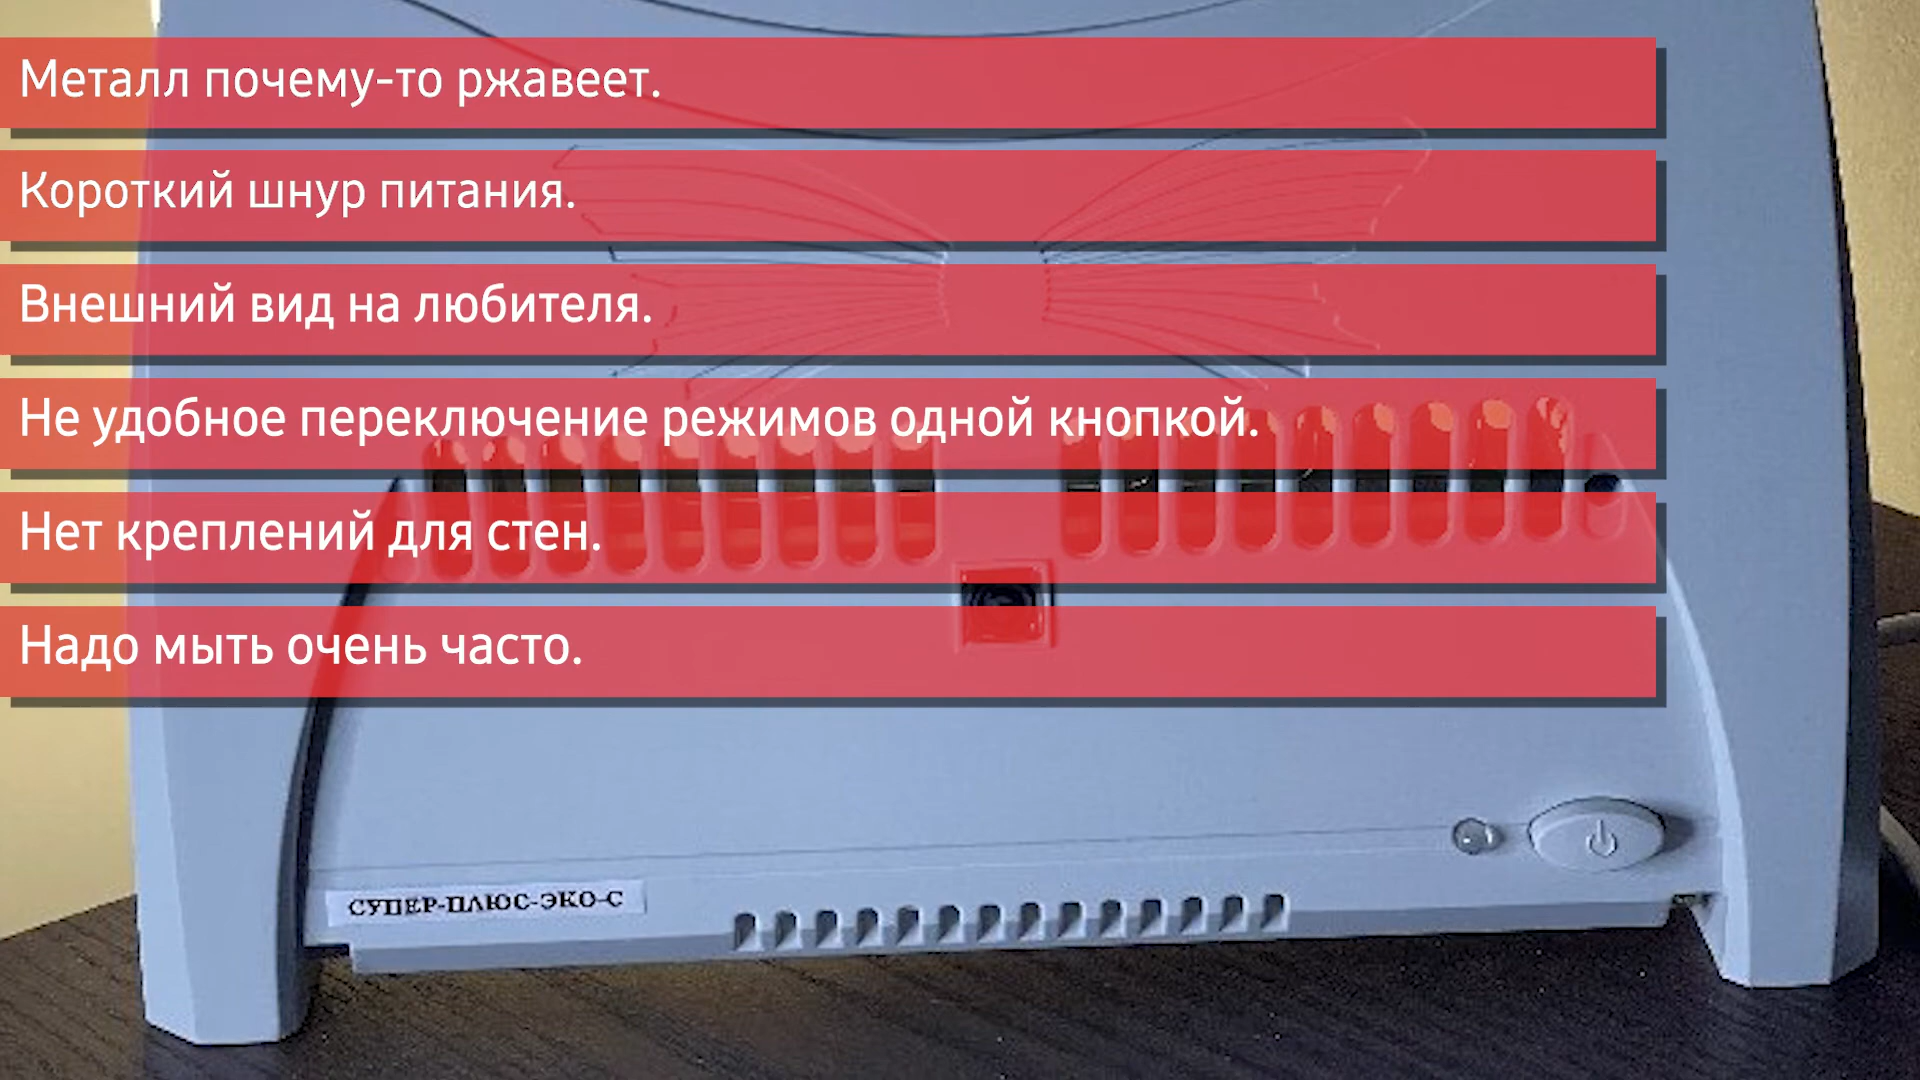 Металл почему-то ржавеет.
Короткий шнур питания.
Внешний вид на любителя.
Не удобное переключение режимов одной кнопкой.
Нет креплений для стен.
Надо мыть очень часто.
СУПЕР-ПЛЮС-ЭКО-С